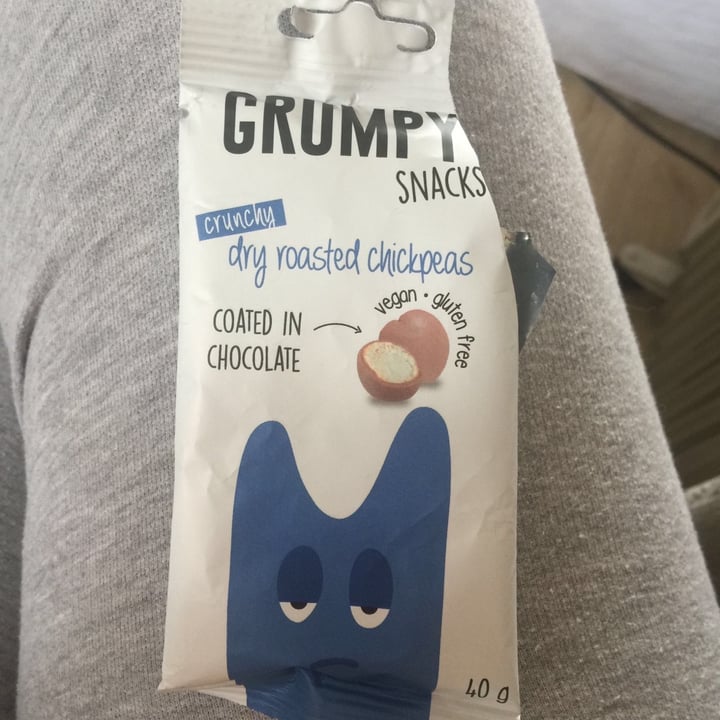 GRUMPY
SNACKS
crunchy
dry roasted chickpeas
vegan · gluten free
COATED IN
CHOCOLATE
40 g